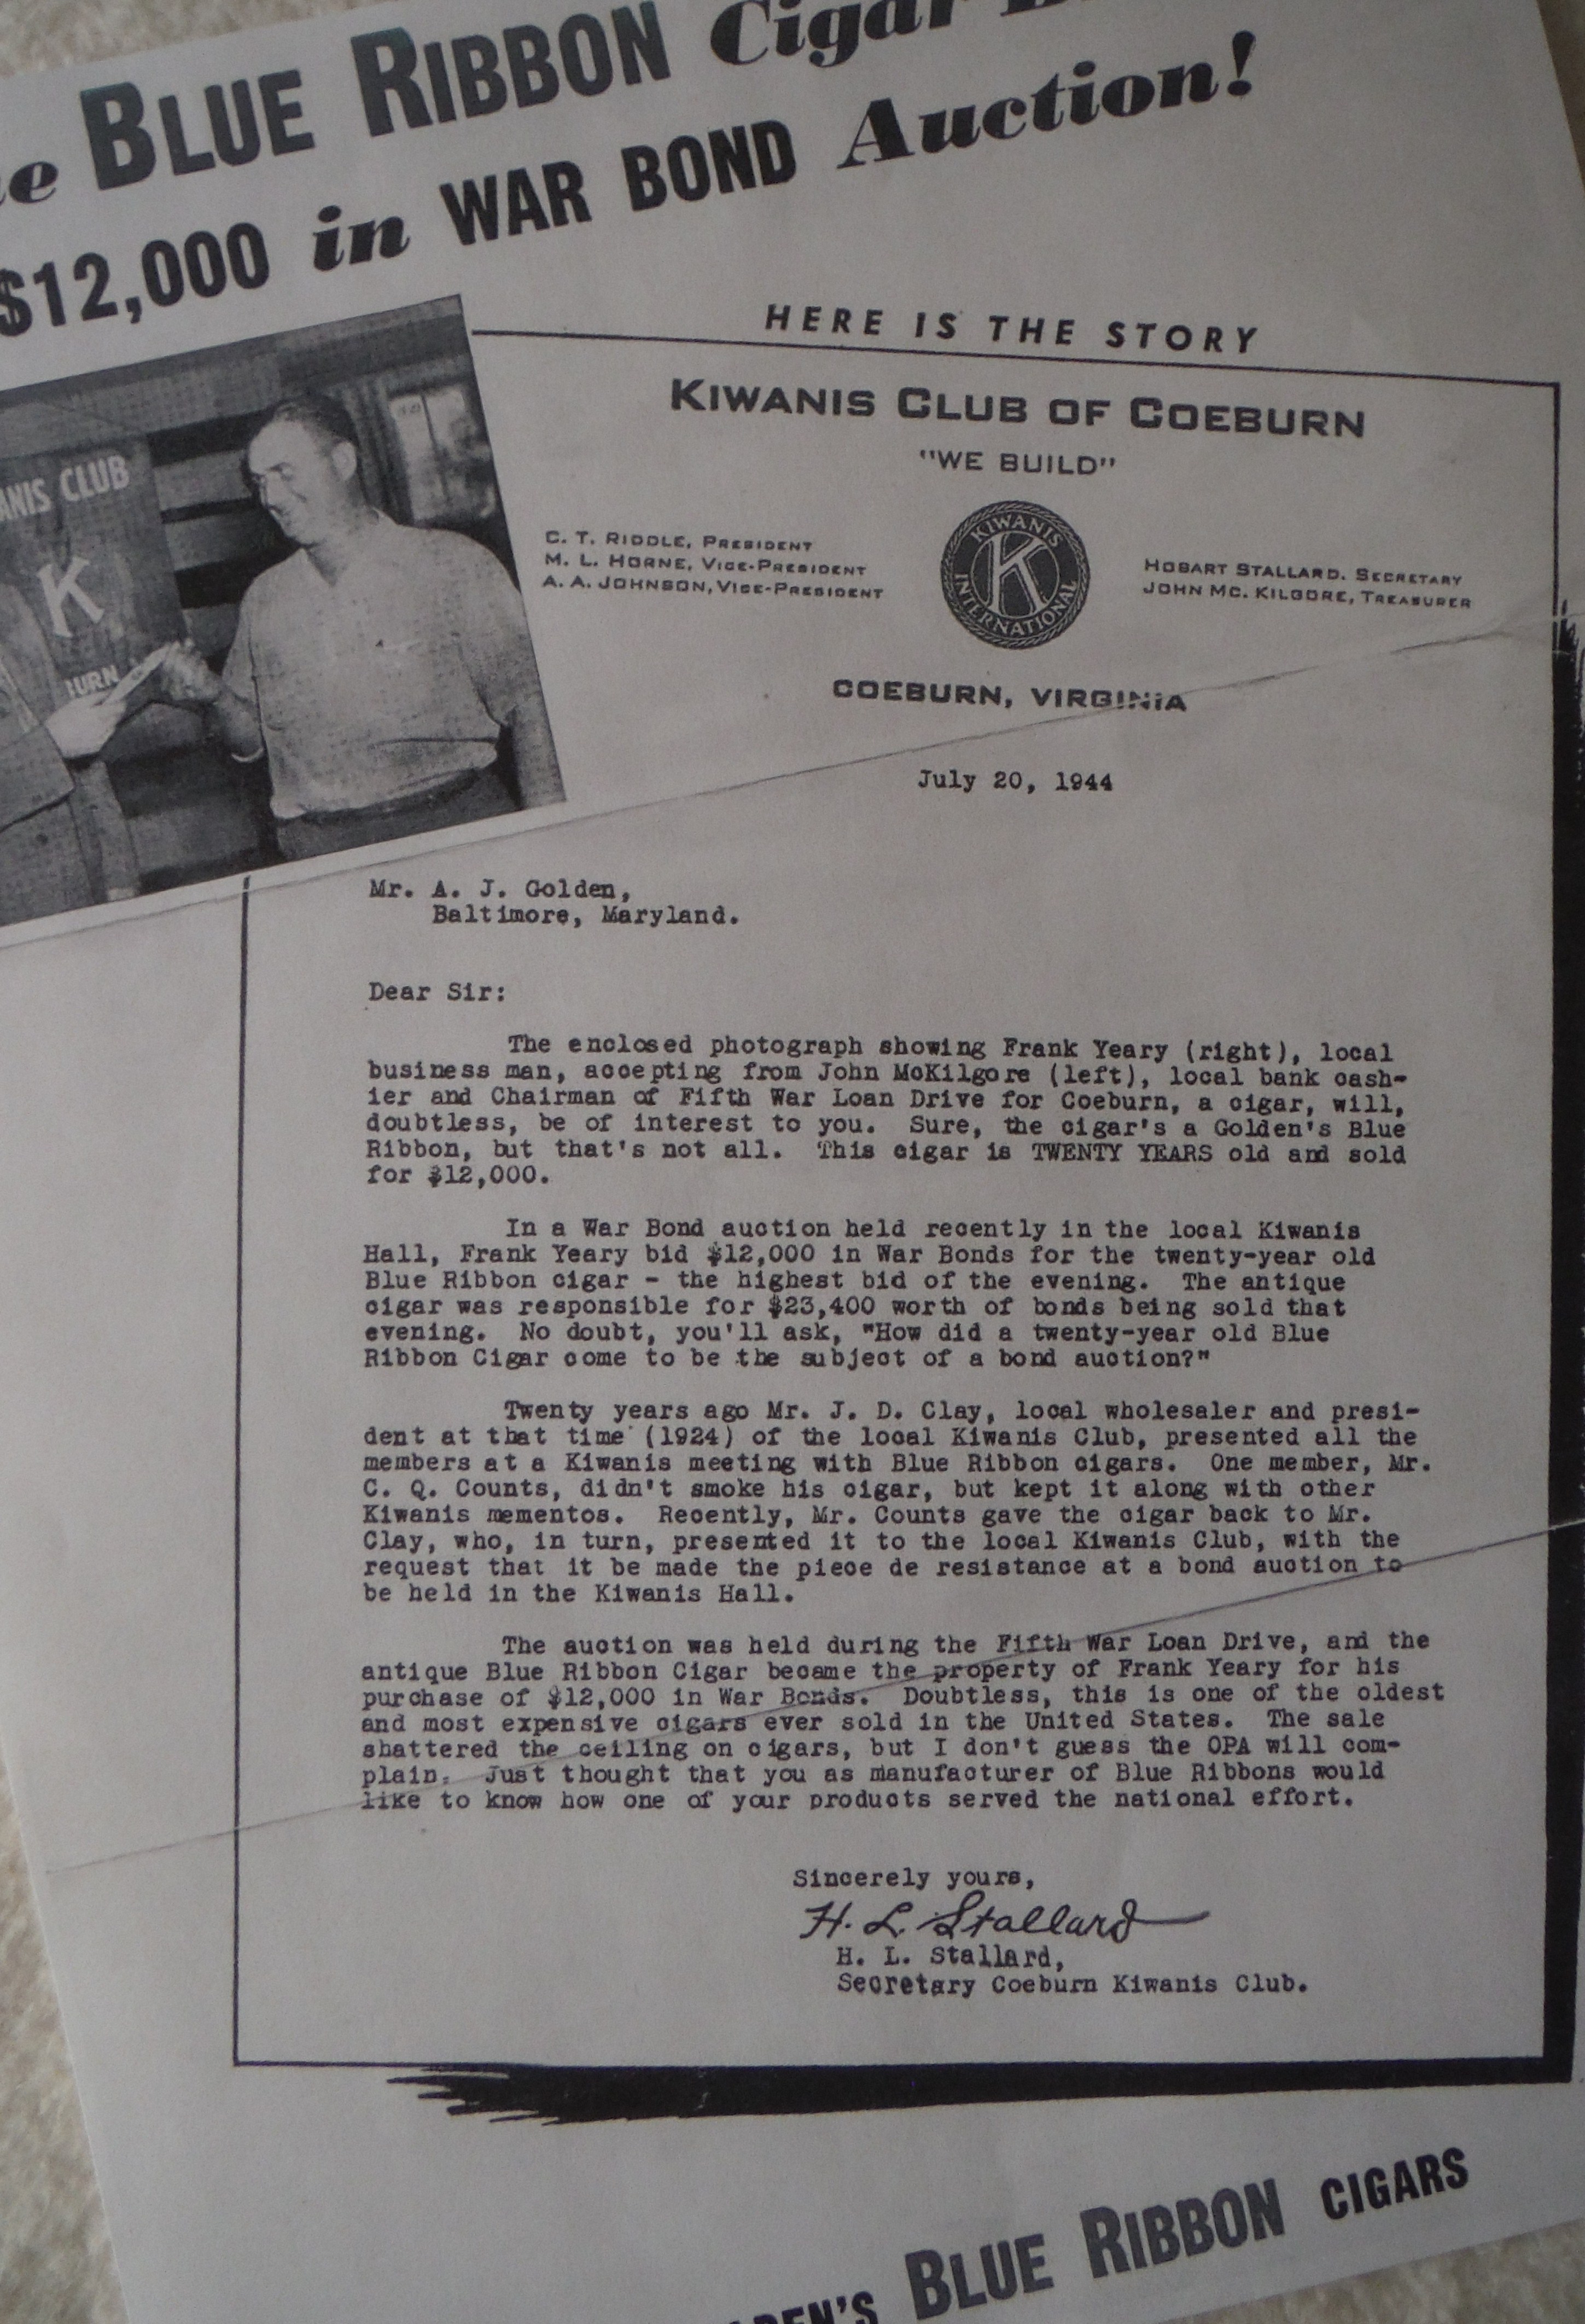 BLUE RIBBON Cigar
$12,000 in WAR BOND Auction!
HERE IS THE STORY
KIWANIS CLUB OF COEBURN
"WE BUILD"
ANIS CLUB
K
URN
C. T. RIDDLE, PRESIDENT
M. L. HORNE, VICE-PRESIDENT
A. A. JOHNSON, VICE-PRESIDENT
KIWANIS
K
INTERNATIONAL
HOBART STALLARD, SECRETARY
JOHN MC. KILGORE, TREASURER
COEBURN, VIRGINIA
July 20, 1944
Mr. A. J. Golden,
Baltimore, Maryland.
Dear Sir:
The enclosed photograph showing Frank Yeary (right), local
business man, accepting from John McKilgore (left), local bank cash-
ier and Chairman of Fifth War Loan Drive for Coeburn, a cigar, will,
doubtless, be of interest to you. Sure, the cigar's a Golden's Blue
Ribbon, but that's not all. This cigar is TWENTY YEARS old and sold
for $12,000.
In a War Bond auction held recently in the local Kiwanis
Hall, Frank Yeary bid $12,000 in War Bonds for the twenty-year old
Blue Ribbon cigar - the highest bid of the evening. The antique
cigar was responsible for $23,400 worth of bonds being sold that
evening. No doubt, you'll ask, "How did a twenty-year old Blue
Ribbon Cigar come to be the subject of a bond auction?"
Twenty years ago Mr. J. D. Clay, local wholesaler and presi-
dent at that time (1924) of the local Kiwanis Club, presented all the
members at a Kiwanis meeting with Blue Ribbon cigars. One member, Mr.
C. Q. Counts, didn't smoke his cigar, but kept it along with other
Kiwanis mementos. Recently, Mr. Counts gave the cigar back to Mr.
Clay, who, in turn, presented it to the local Kiwanis Club, with the
request that it be made the piece de resistance at a bond auction to
be held in the Kiwanis Hall.
The auction was held during the Fifth War Loan Drive, and the
antique Blue Ribbon Cigar became the property of Frank Yeary for his
purchase of $12,000 in War Bonds. Doubtless, this is one of the oldest
and most expensive cigars ever sold in the United States. The sale
shattered the ceiling on cigars, but I don't guess the OPA will com-
plain. Just thought that you as manufacturer of Blue Ribbons would
like to know how one of your products served the national effort.
Sincerely yours,
H. L. Stallard
H. L. Stallard,
Secretary Coeburn Kiwanis Club.
DEN'S BLUE RIBBON CIGARS